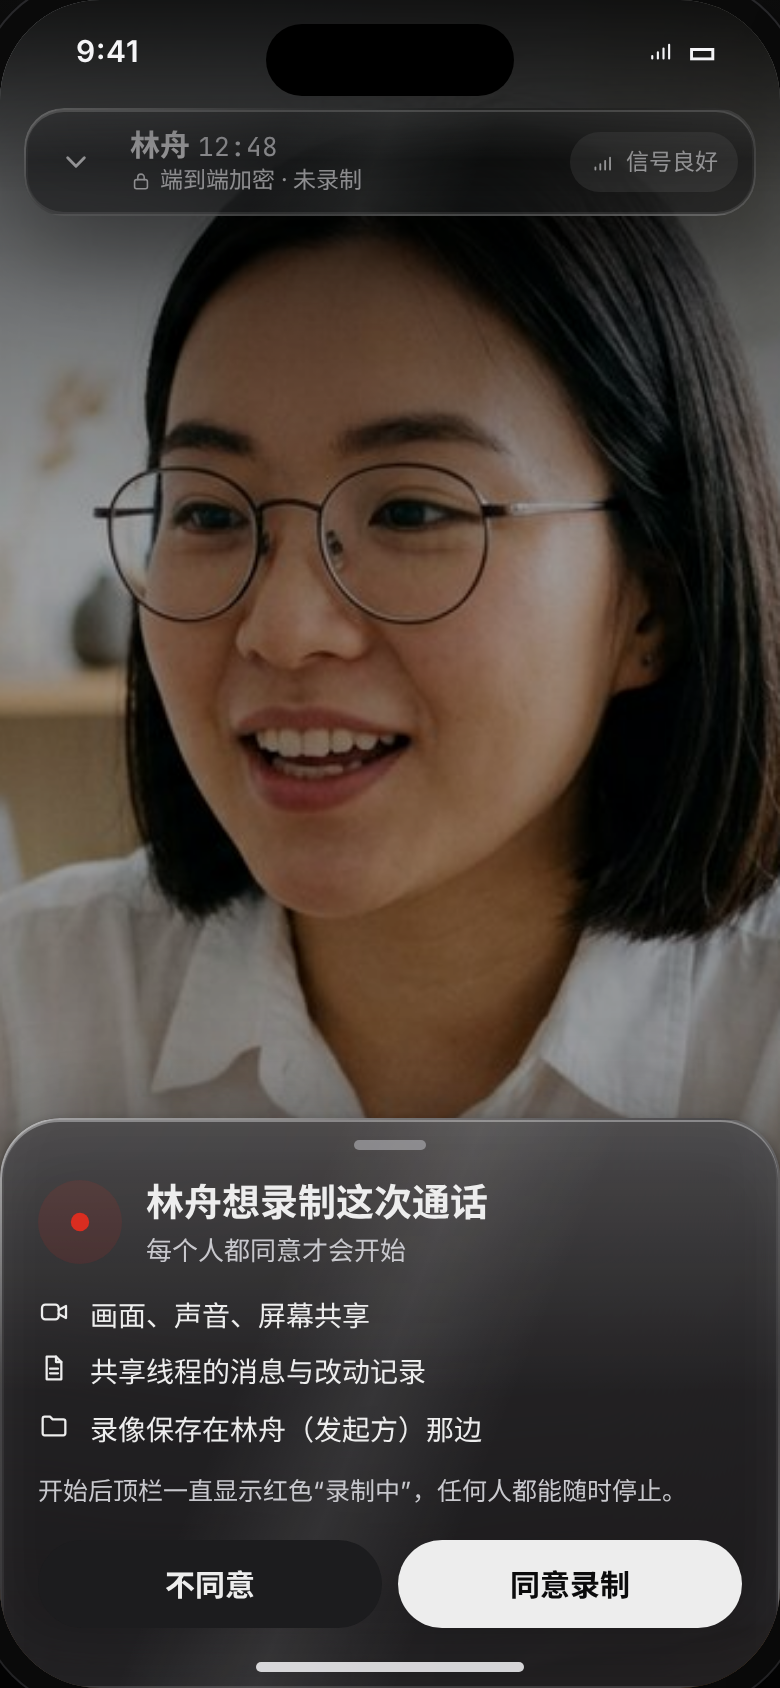 9:41
林舟 12:48
端到端加密 · 未录制
信号良好
林舟想录制这次通话
每个人都同意才会开始
画面、声音、屏幕共享
共享线程的消息与改动记录
录像保存在林舟（发起方）那边
开始后顶栏一直显示红色“录制中”，任何人都能随时停止。
不同意
同意录制